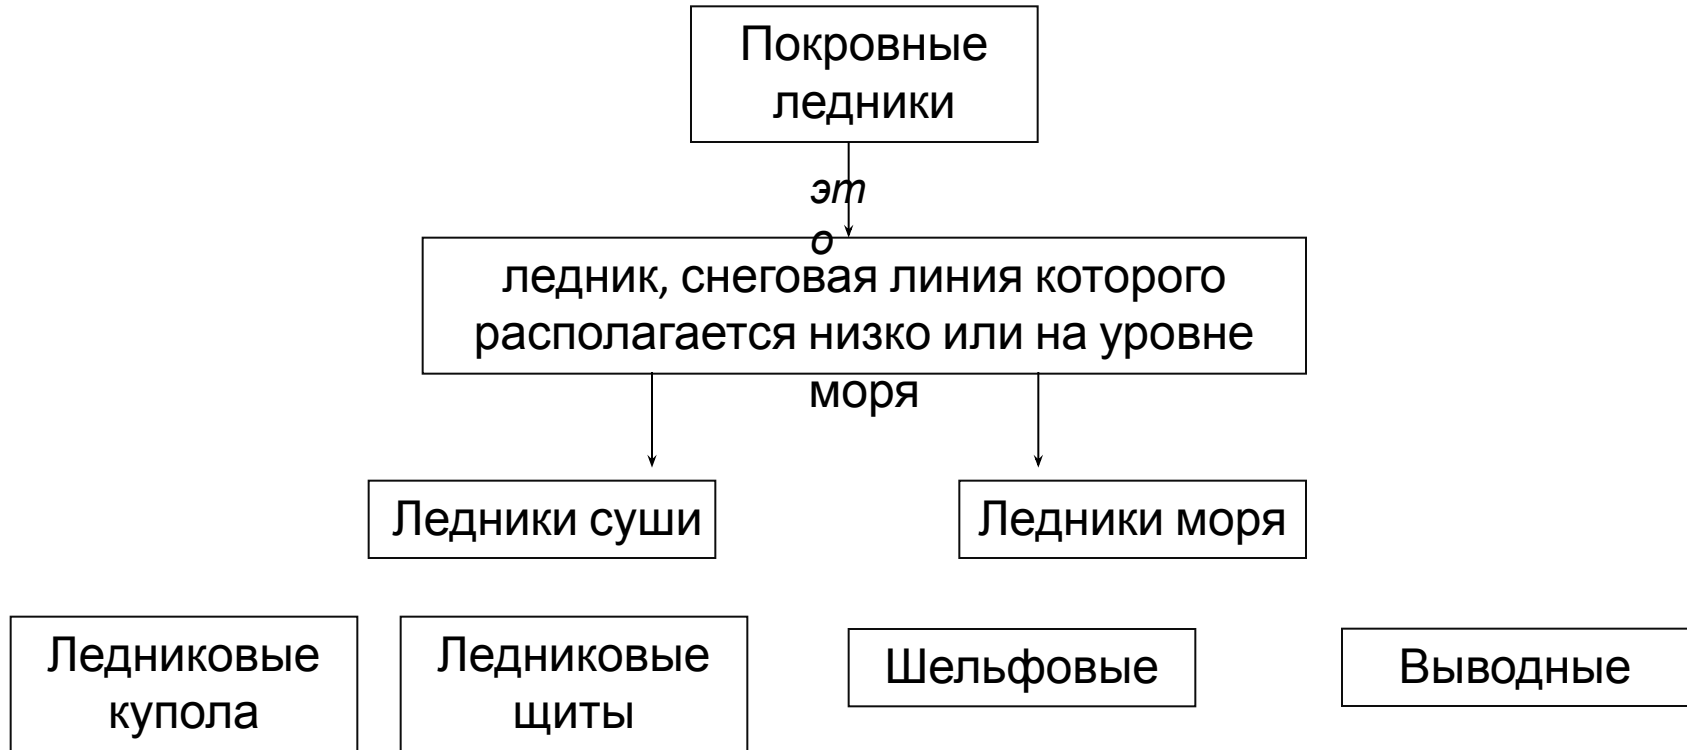 Покровные
ледники
эт
о
ледник, снеговая линия которого
располагается низко или на уровне
моря
Ледники суши
Ледники моря
Ледниковые
купола
Ледниковые
щиты
Шельфовые
Выводные